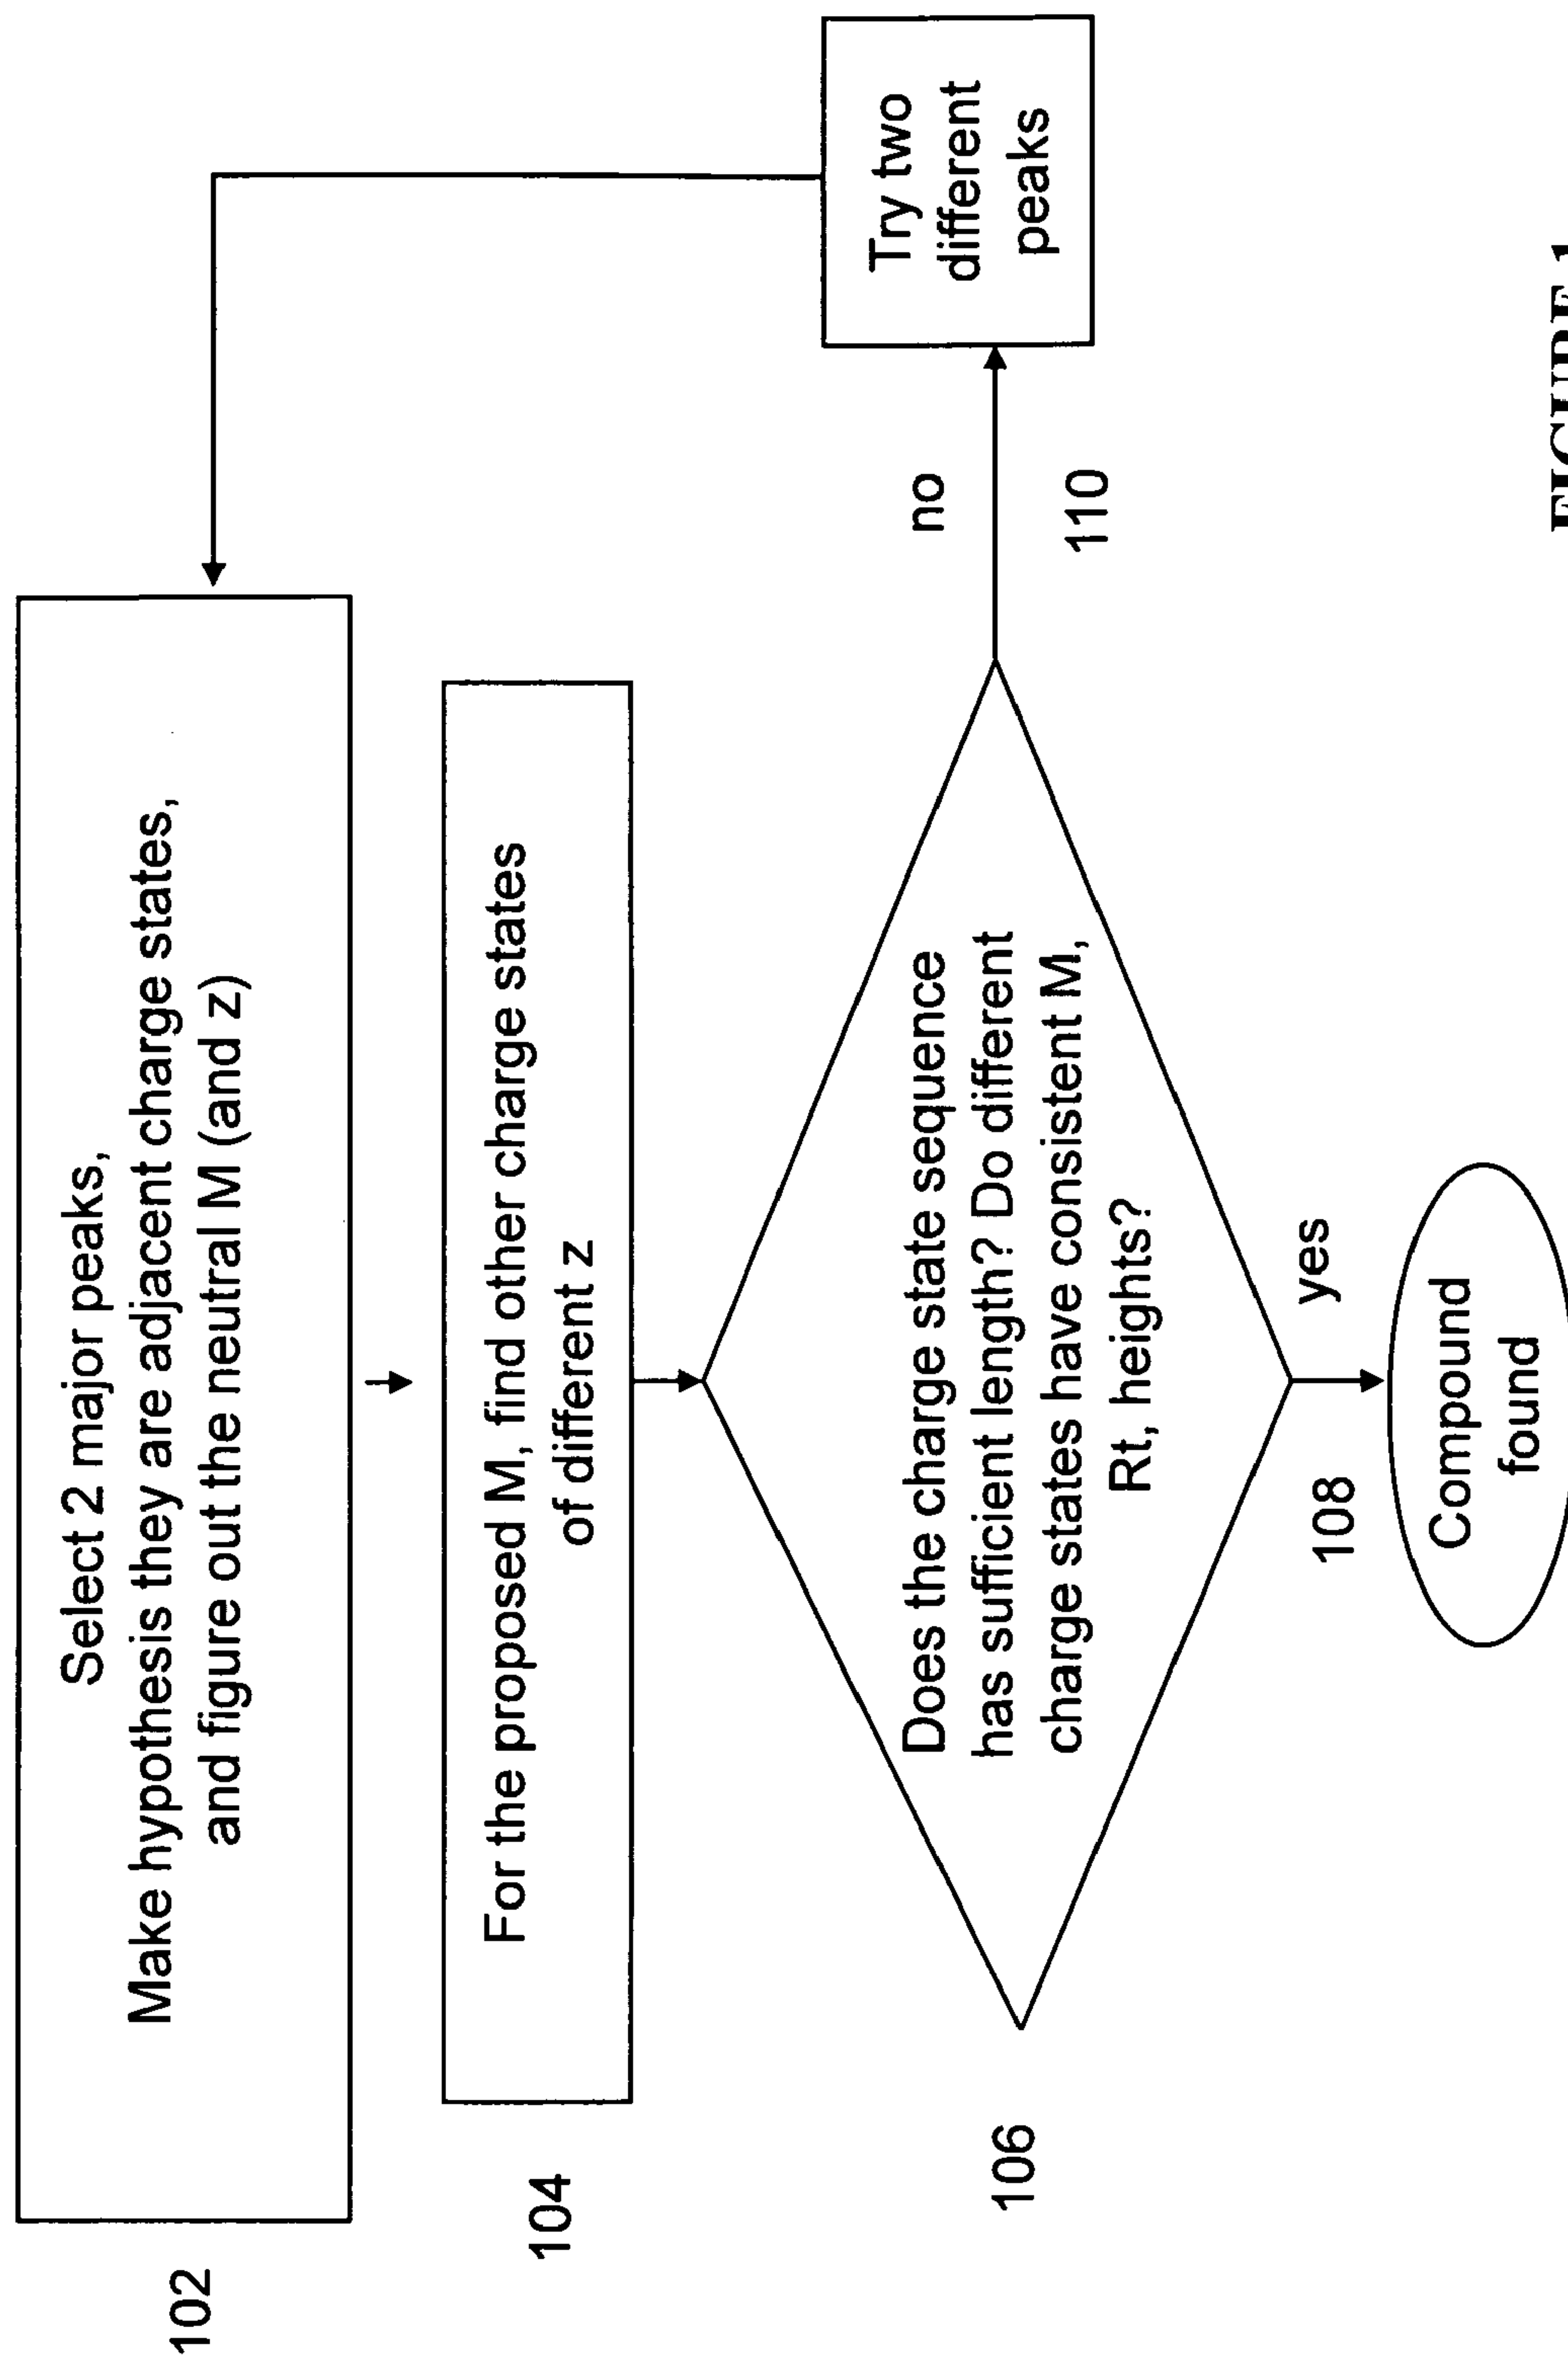 102
Select 2 major peaks,
Make hypothesis they are adjacent charge states,
and figure out the neutral M (and z)
104
For the proposed M, find other charge states
of different z
106
Does the charge state sequence
has sufficient length? Do different
charge states have consistent M,
Rt, heights?
no
110
Try two
different
peaks
108
yes
Compound
found
FIGURE 1